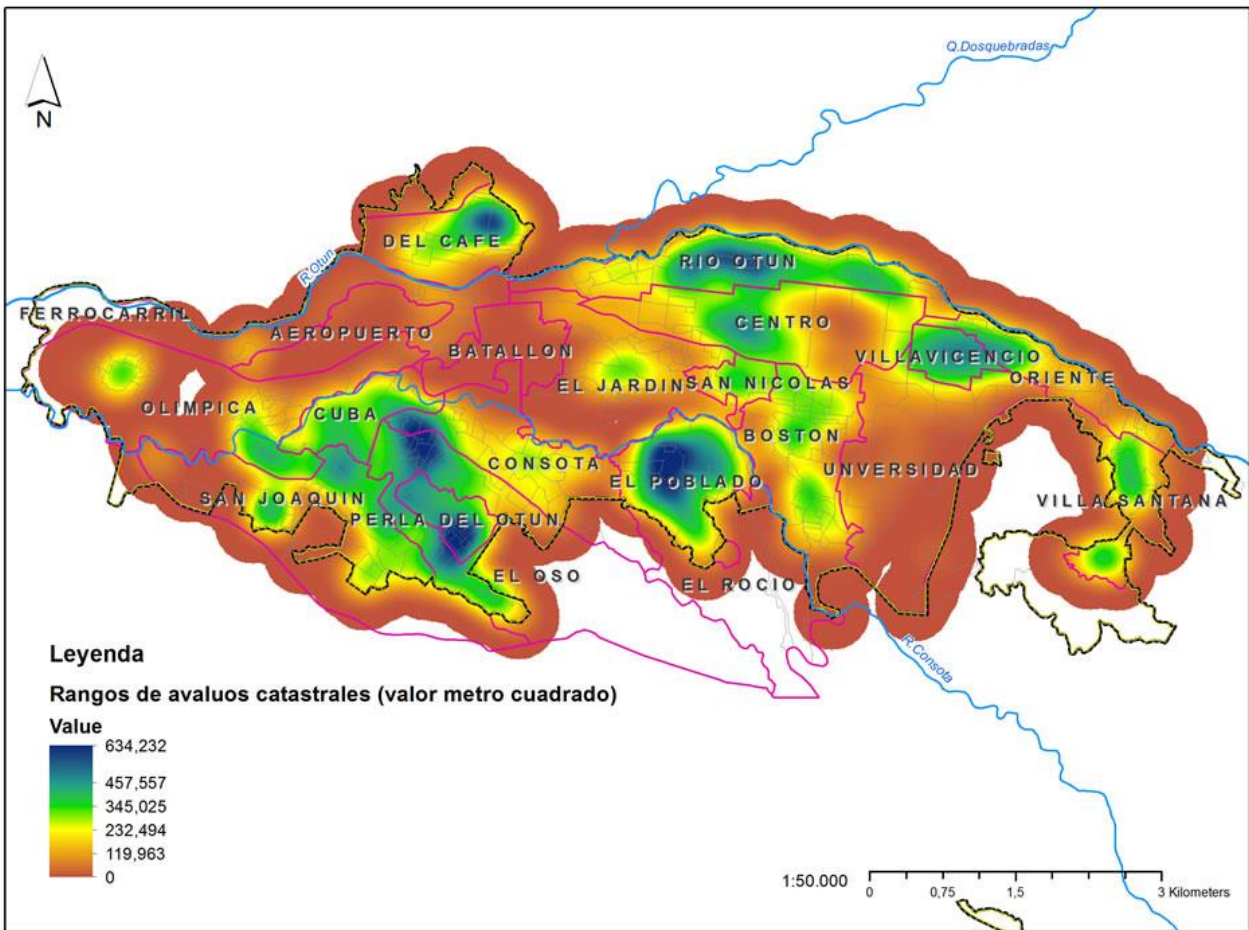 Q.Dosquebradas
N
DEL CAFE
RIO OTUN
R.Otun
FERROCARRIL
AEROPUERTO
CENTRO
BATALLON
VILLAVICENCIO
EL JARDIN
SAN NICOLAS
ORIENTE
OLIMPICA
CUBA
BOSTON
CONSOTA
UNVERSIDAD
EL POBLADO
SAN JOAQUIN
VILLA SANTANA
PERLA DEL OTUN
EL OSO
EL ROCIO
R.Consota
Leyenda
Rangos de avaluos catastrales (valor metro cuadrado)
Value
634,232
457,557
345,025
232,494
119,963
0
1:50.000
0 0,75 1,5 3 Kilometers